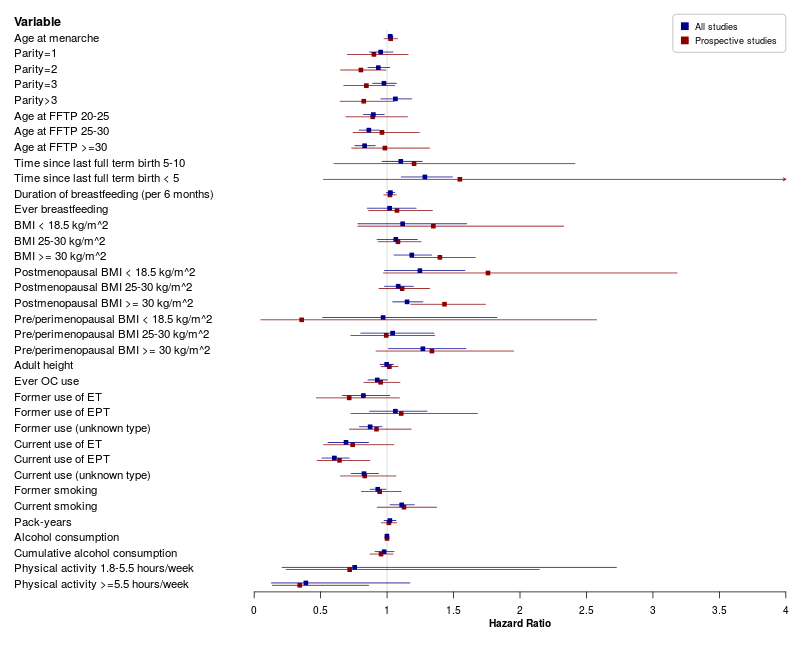 Variable
All studies
Prospective studies
Age at menarche
Parity=1
Parity=2
Parity=3
Parity>3
Age at FFTP 20-25
Age at FFTP 25-30
Age at FFTP >=30
Time since last full term birth 5-10
Time since last full term birth < 5
Duration of breastfeeding (per 6 months)
Ever breastfeeding
BMI < 18.5 kg/m^2
BMI 25-30 kg/m^2
BMI >= 30 kg/m^2
Postmenopausal BMI < 18.5 kg/m^2
Postmenopausal BMI 25-30 kg/m^2
Postmenopausal BMI >= 30 kg/m^2
Pre/perimenopausal BMI < 18.5 kg/m^2
Pre/perimenopausal BMI 25-30 kg/m^2
Pre/perimenopausal BMI >= 30 kg/m^2
Adult height
Ever OC use
Former use of ET
Former use of EPT
Former use (unknown type)
Current use of ET
Current use of EPT
Current use (unknown type)
Former smoking
Current smoking
Pack-years
Alcohol consumption
Cumulative alcohol consumption
Physical activity 1.8-5.5 hours/week
Physical activity >=5.5 hours/week
0 0.5 1 1.5 2 2.5 3 3.5 4
Hazard Ratio